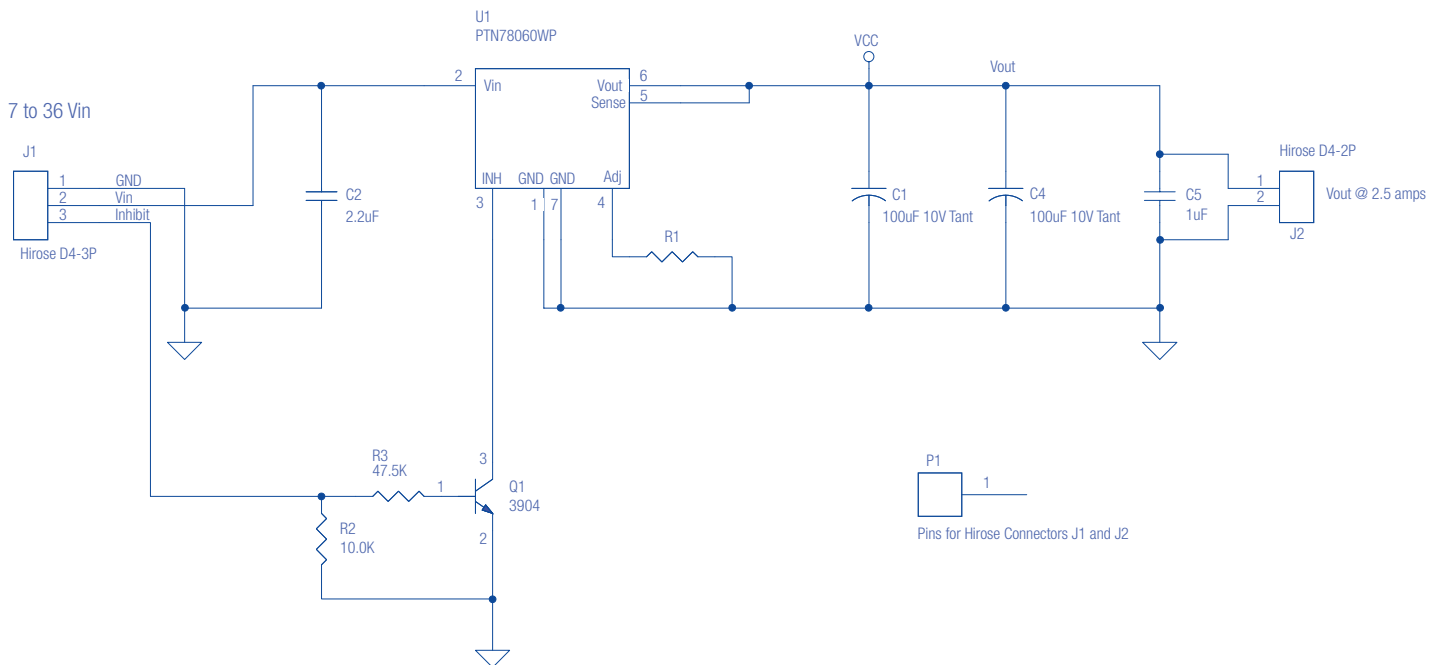 U1
PTN78060WP
7 to 36 Vin
J1
1 GND
2 Vin
3 Inhibit
Hirose D4-3P
C2
2.2uF
2 Vin
Vout 6
Sense 5
INH GND GND Adj
3 1 7 4
R1
VCC
Vout
C1
100uF 10V Tant
C4
100uF 10V Tant
C5
1uF
Hirose D4-2P
1
2
J2
Vout @ 2.5 amps
R3
47.5K
1
3
Q1
3904
2
R2
10.0K
P1
1
Pins for Hirose Connectors J1 and J2